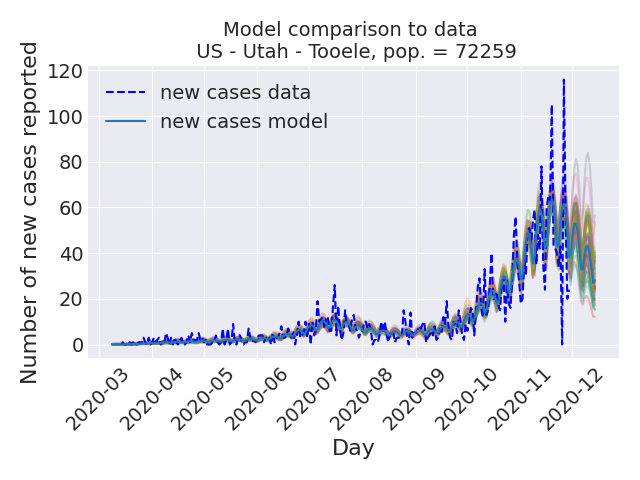 Model comparison to data
US - Utah - Tooele, pop. = 72259
Number of new cases reported
120
100
80
60
40
20
0
new cases data
new cases model
2020-03
2020-04
2020-05
2020-06
2020-07
2020-08
2020-09
2020-10
2020-11
2020-12
Day